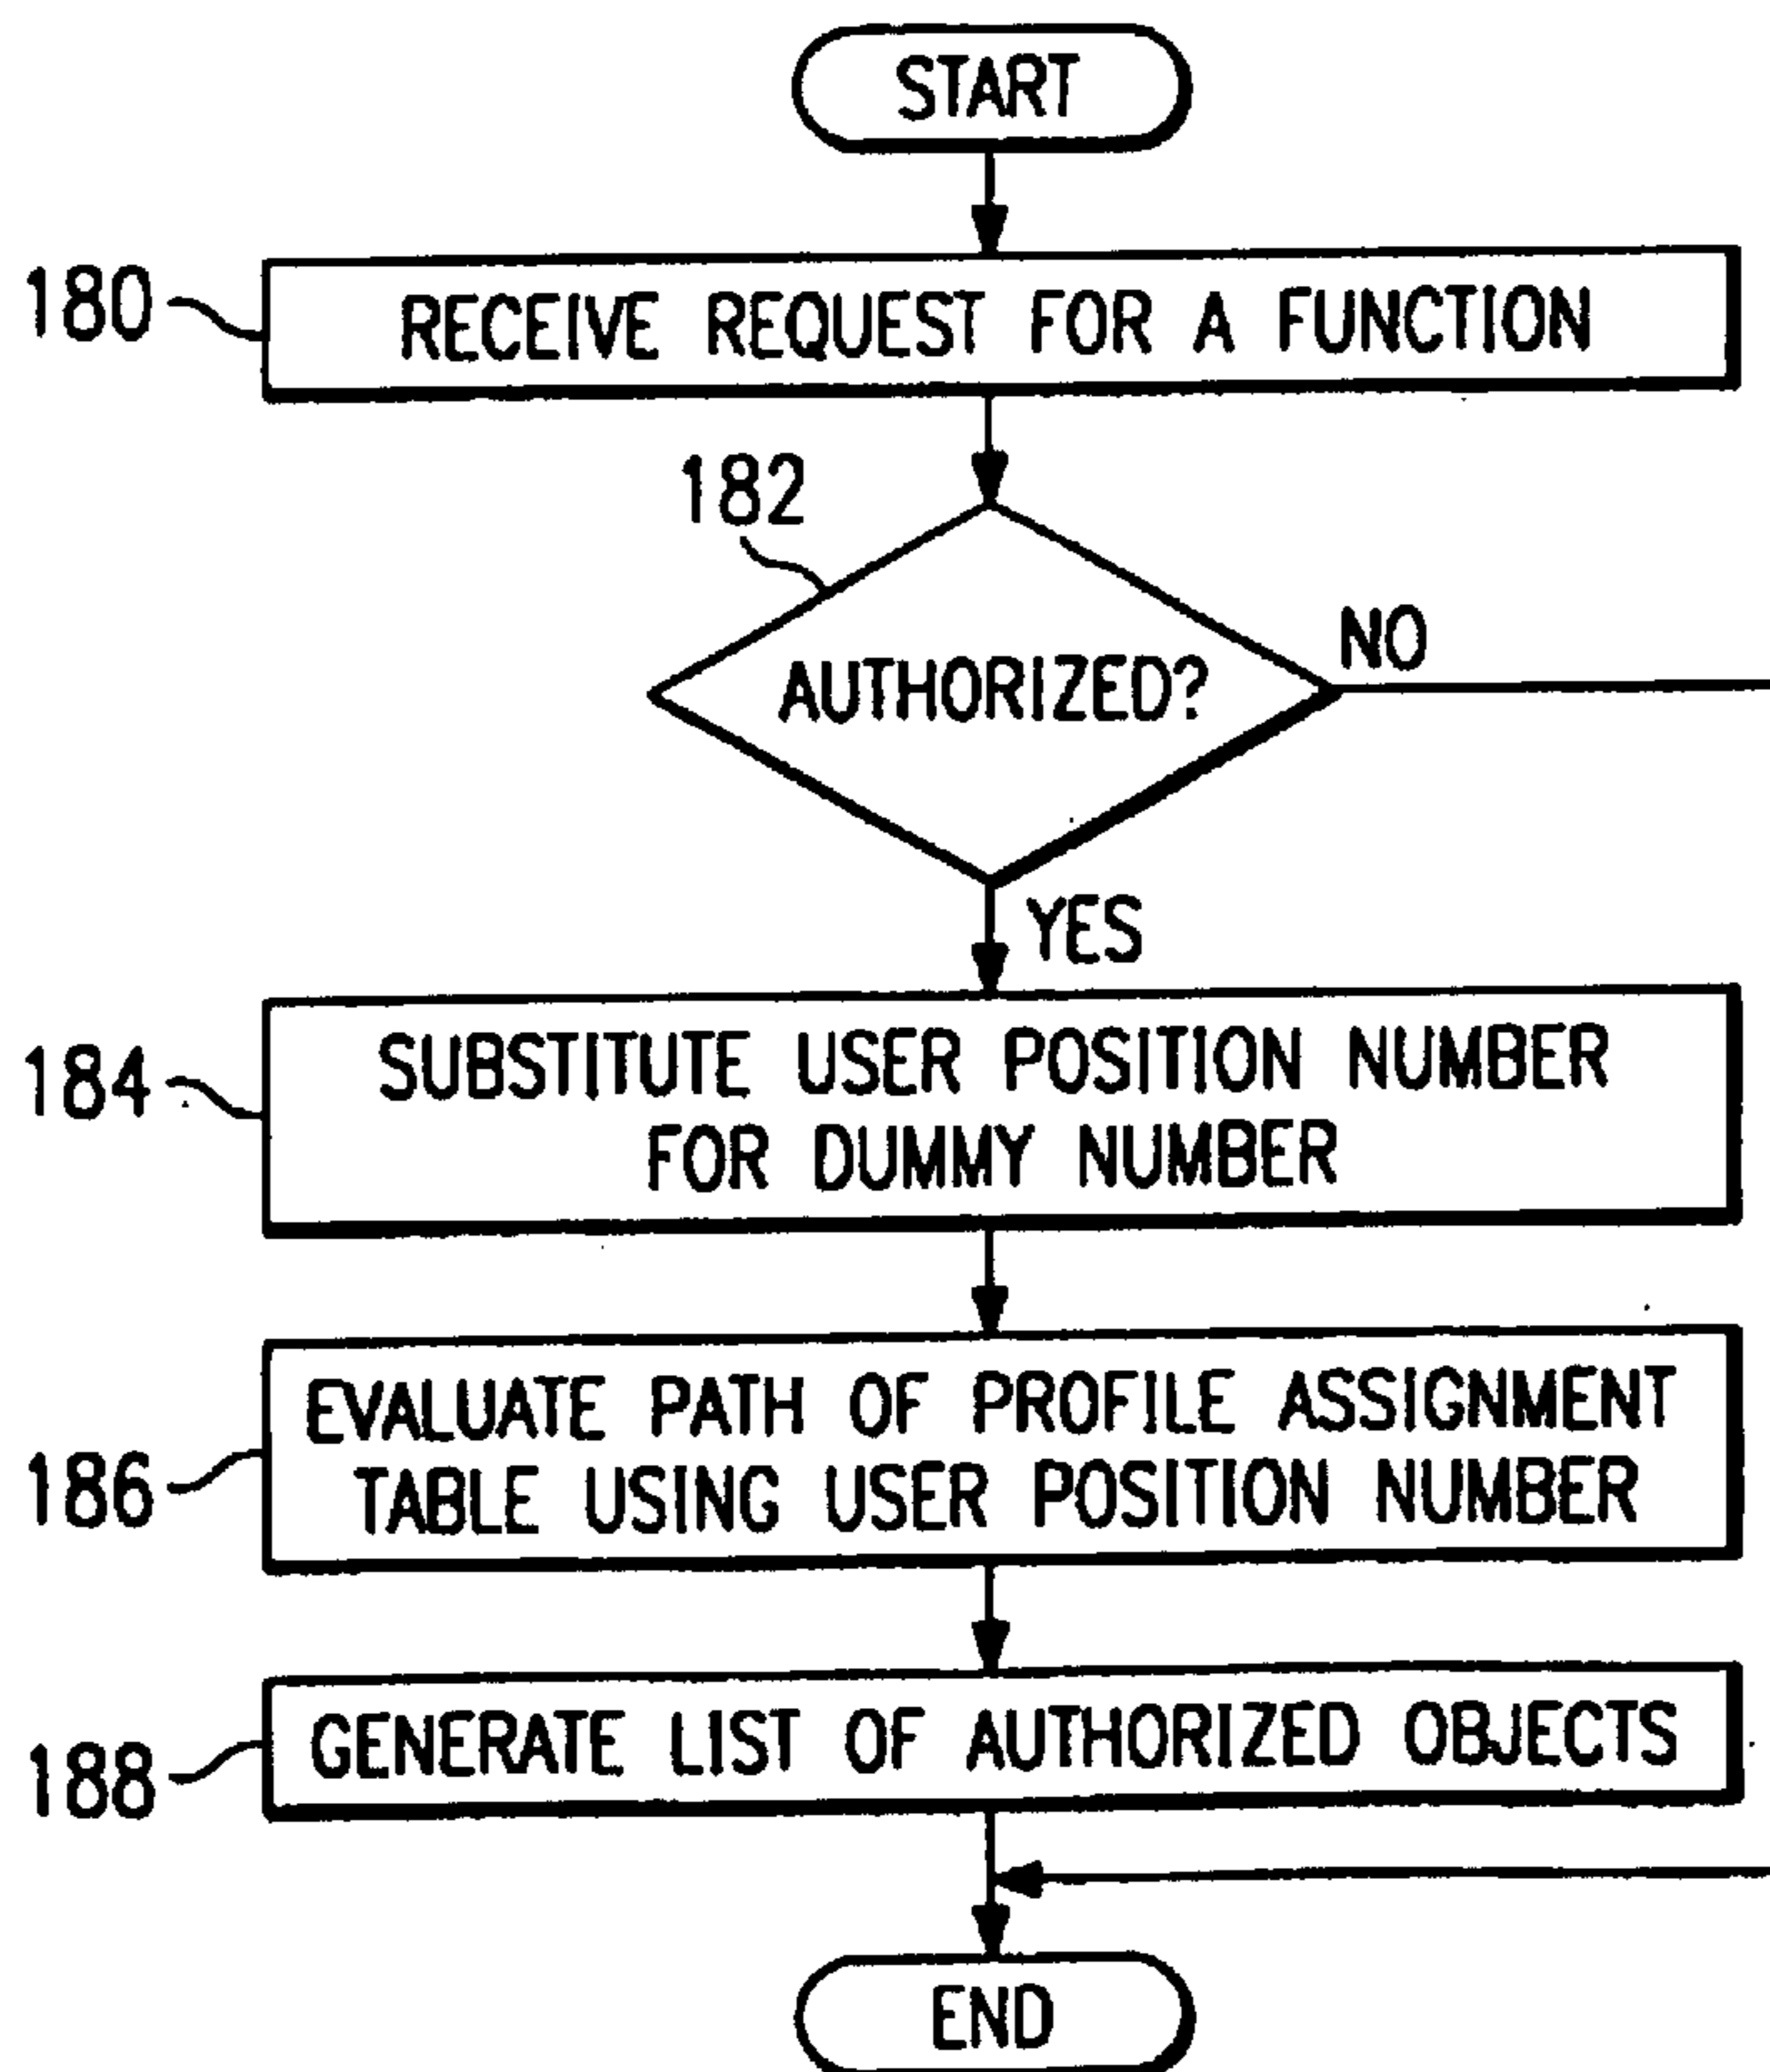 START
180
RECEIVE REQUEST FOR A FUNCTION
182
AUTHORIZED?
NO
YES
184
SUBSTITUTE USER POSITION NUMBER
FOR DUMMY NUMBER
186
EVALUATE PATH OF PROFILE ASSIGNMENT
TABLE USING USER POSITION NUMBER
188
GENERATE LIST OF AUTHORIZED OBJECTS
END